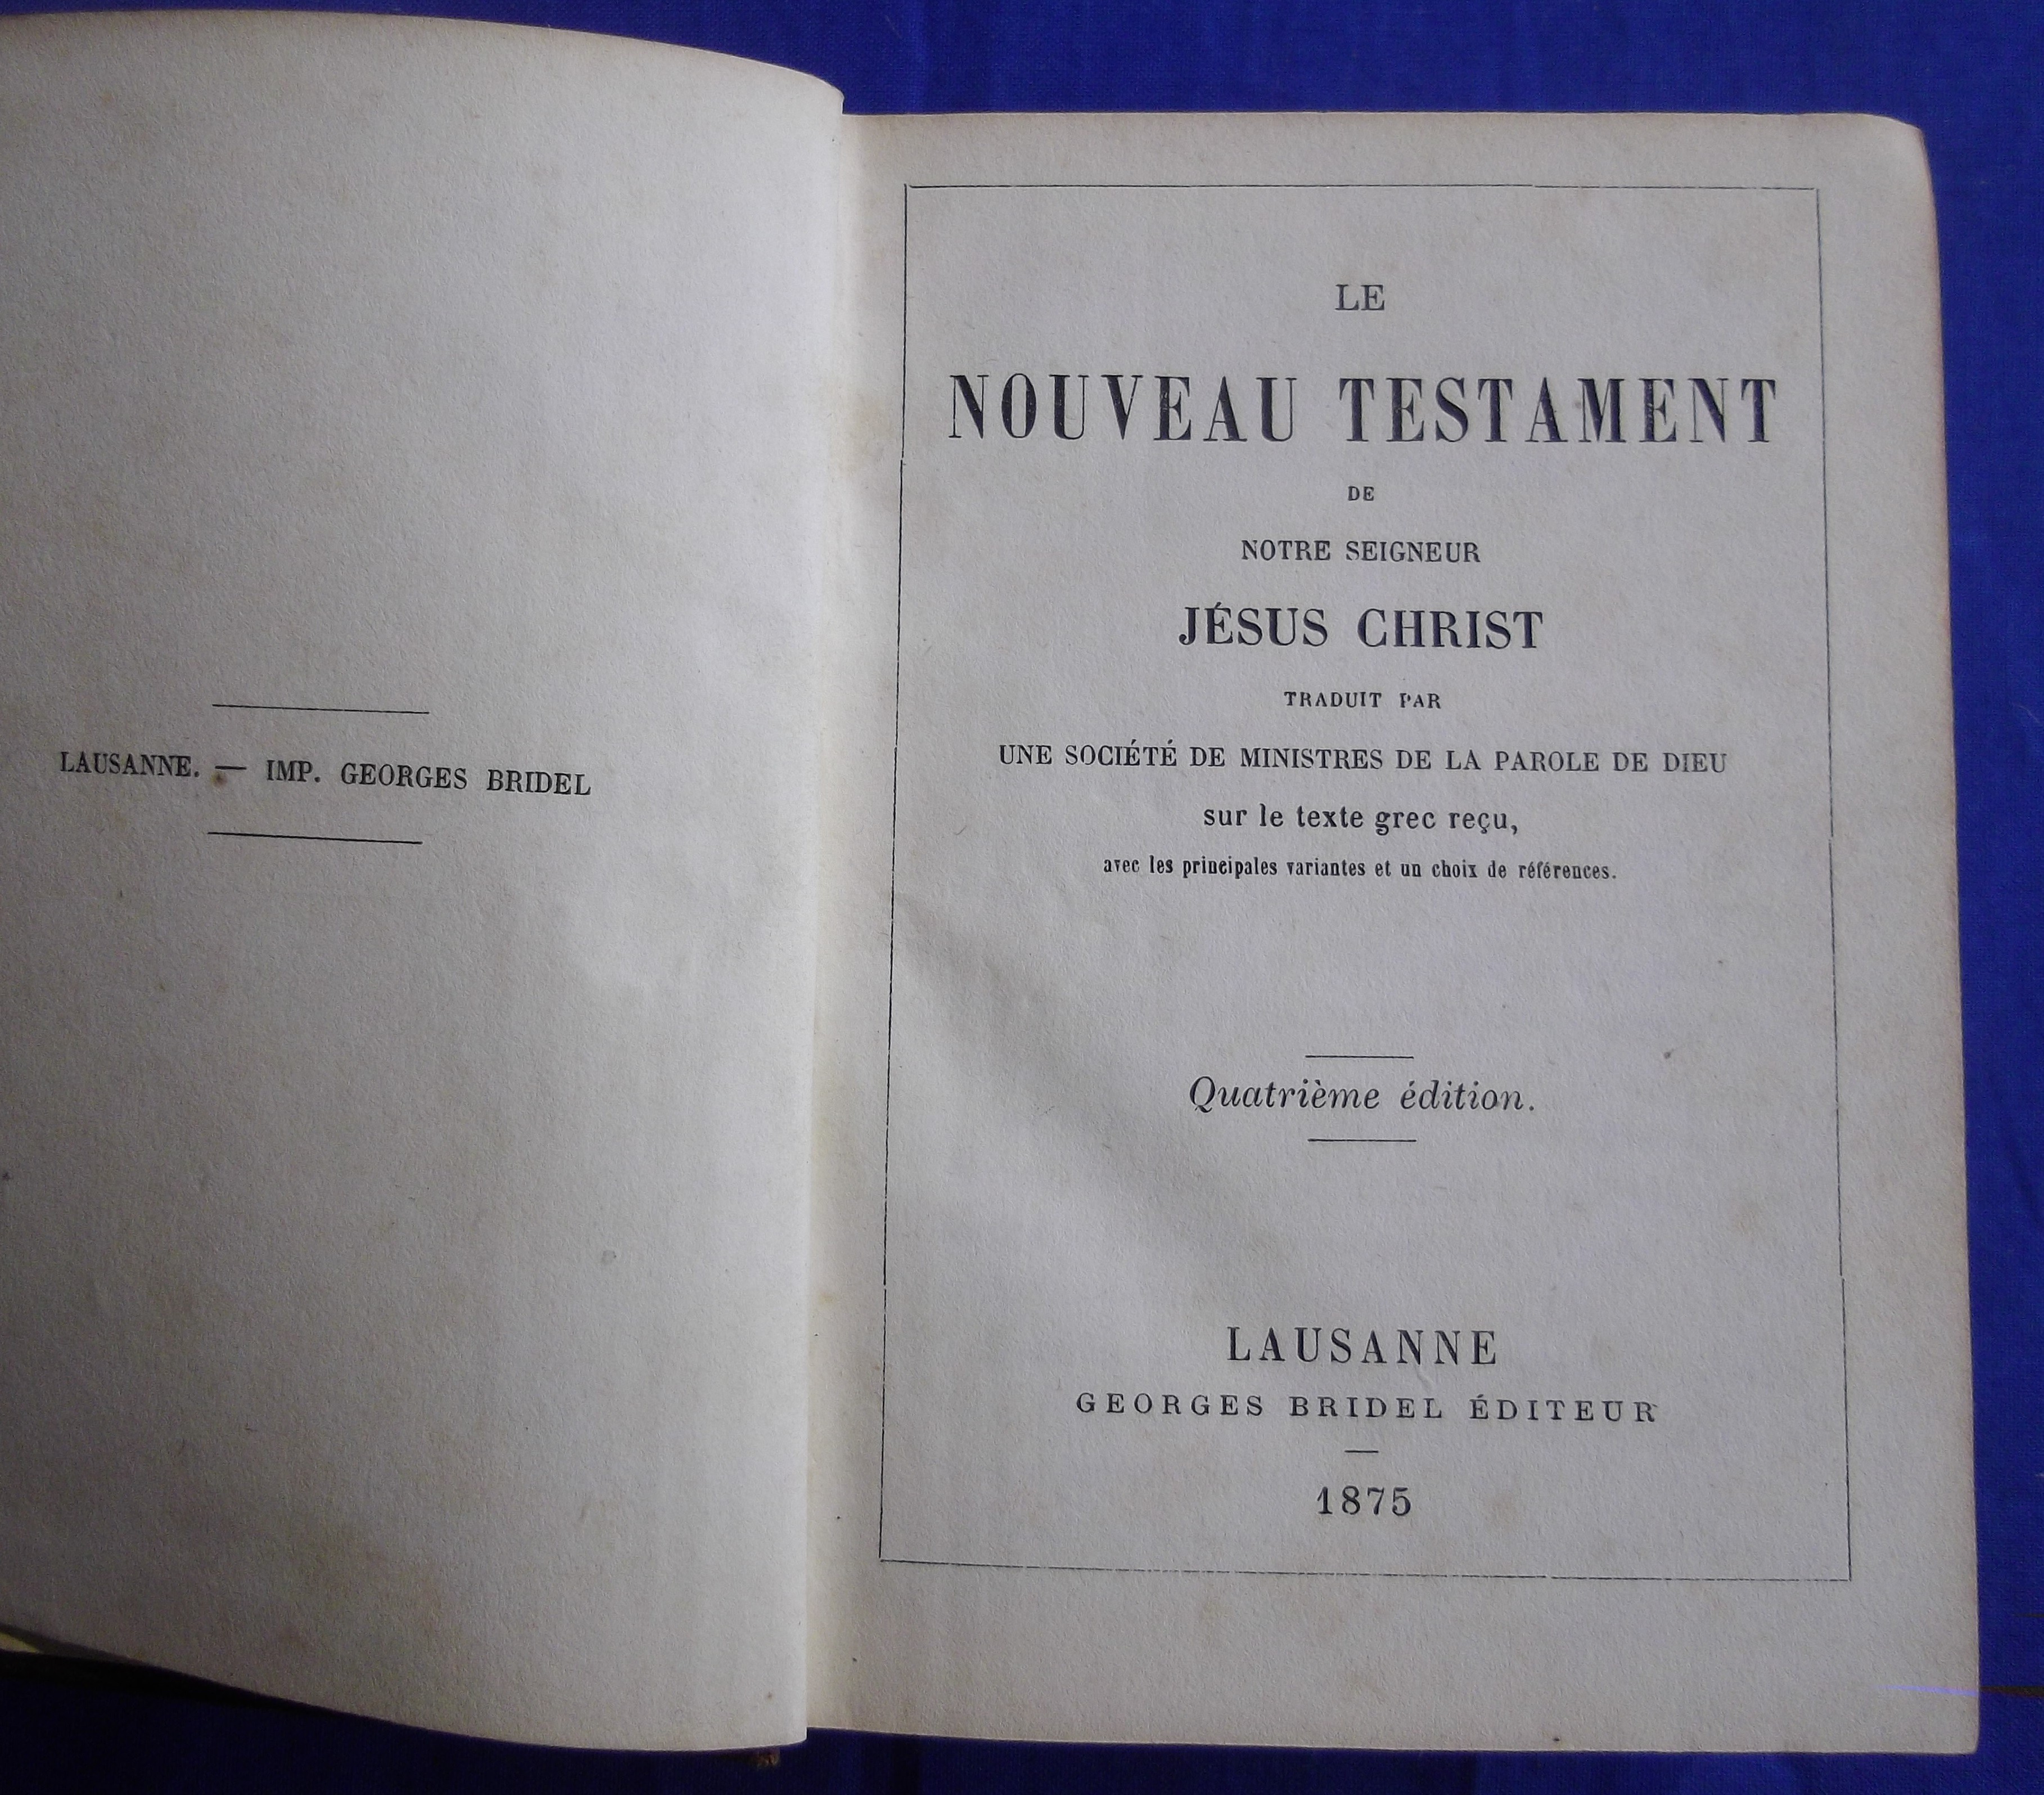 LAUSANNE. — IMP. GEORGES BRIDEL
LE
NOUVEAU TESTAMENT
DE
NOTRE SEIGNEUR
JÉSUS CHRIST
TRADUIT PAR
UNE SOCIÉTÉ DE MINISTRES DE LA PAROLE DE DIEU
sur le texte grec reçu,
avec les principales variantes et un choix de références.
Quatrième édition.
LAUSANNE
GEORGES BRIDEL ÉDITEUR
1875